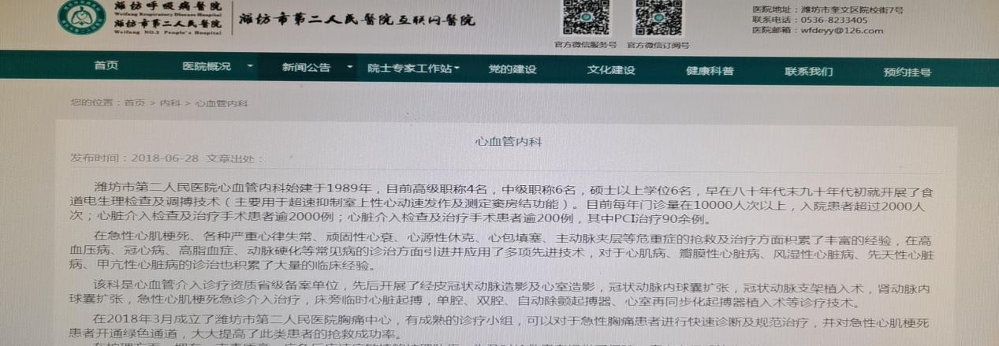 潍坊呼吸病医院
Weifang Respiratory Disease Hospital
潍坊市第二人民医院
Weifang NO.2 People's Hospital
潍坊市第二人民医院互联网医院
官方微信服务号 官方微信订阅号
医院地址：潍坊市奎文区院校街7号
联系电话：0536-8233405
医院邮箱：wfdeyy@126.com
首页 医院概况 新闻公告 院士专家工作站 党的建设 文化建设 健康科普 联系我们 预约挂号
您的位置：首页 > 内科 > 心血管内科
心血管内科
发布时间：2018-06-28 文章出处：
潍坊市第二人民医院心血管内科始建于1989年，目前高级职称4名，中级职称6名，硕士以上学位6名，早在八十年代末九十年代初就开展了食
道电生理检查及调搏技术（主要用于超速抑制室上性心动速发作及测定窦房结功能）。目前每年门诊量在10000人次以上，入院患者超过2000人
次；心脏介入检查及治疗手术患者逾2000例；心脏介入检查及治疗手术患者逾200例，其中PCI治疗90余例。
在急性心肌梗死、各种严重心律失常、顽固性心衰、心源性休克、心包填塞、主动脉夹层等危重症的抢救及治疗方面积累了丰富的经验，在高
血压病、冠心病、高脂血症、动脉硬化等常见病的诊治方面引进并应用了多项先进技术，对于心肌病、瓣膜性心脏病、风湿性心脏病、先天性心脏
病、甲亢性心脏病的诊治也积累了大量的临床经验。
该科是心血管介入诊疗资质省级备案单位，先后开展了经皮冠状动脉造影及心室造影，冠状动脉内球囊扩张，冠状动脉支架植入术，肾动脉内
球囊扩张，急性心肌梗死急诊介入治疗，床旁临时心脏起搏，单腔、双腔、自动除颤起搏器、心室再同步化起搏器植入术等诊疗技术。
在2018年3月成立了潍坊市第二人民医院胸痛中心，有成熟的诊疗小组，可以对于急性胸痛患者进行快速诊断及规范治疗，并对急性心肌梗死
患者开通绿色通道，大大提高了此类患者的抢救成功率。